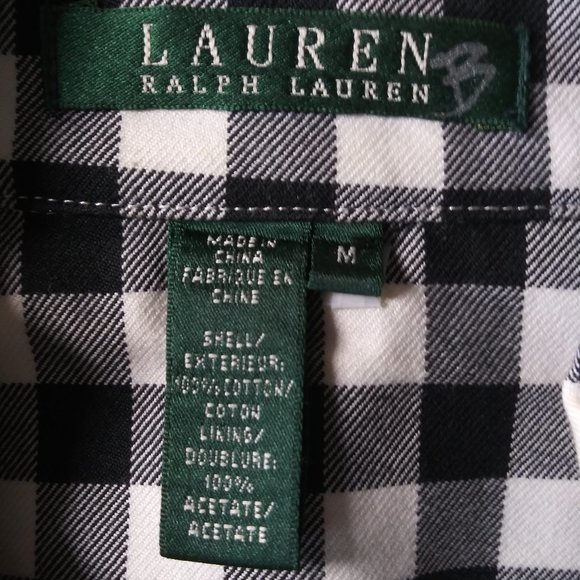 LAUREN B
RALPH LAUREN
M
MADE IN
CHINA
FABRIQUE EN
CHINE
SHELL/
EXTERIEUR:
100% COTTON/
COTON
LINING/
DOUBLURE:
100%
ACETATE/
ACETATE